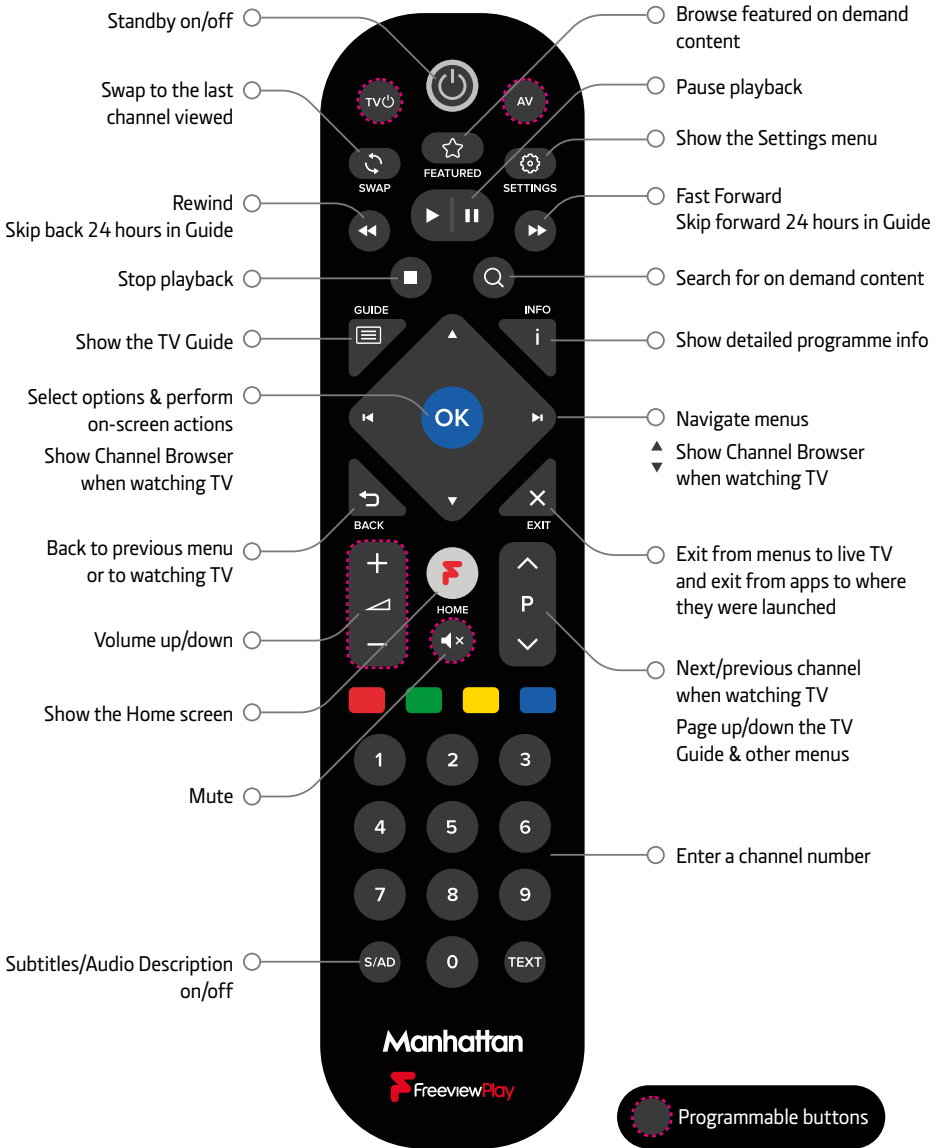 Standby on/off
Swap to the last
channel viewed
Rewind
Skip back 24 hours in Guide
Stop playback
Show the TV Guide
Select options & perform
on-screen actions
Show Channel Browser
when watching TV
Back to previous menu
or to watching TV
Volume up/down
Show the Home screen
Mute
Subtitles/Audio Description
on/off
TV
AV
FEATURED
SWAP
SETTINGS
GUIDE
INFO
i
OK
BACK
EXIT
HOME
P
1 2 3
4 5 6
7 8 9
S/AD 0 TEXT
Manhattan
FreeviewPlay
Browse featured on demand
content
Pause playback
Show the Settings menu
Fast Forward
Skip forward 24 hours in Guide
Search for on demand content
Show detailed programme info
Navigate menus
Show Channel Browser
when watching TV
Exit from menus to live TV
and exit from apps to where
they were launched
Next/previous channel
when watching TV
Page up/down the TV
Guide & other menus
Enter a channel number
Programmable buttons